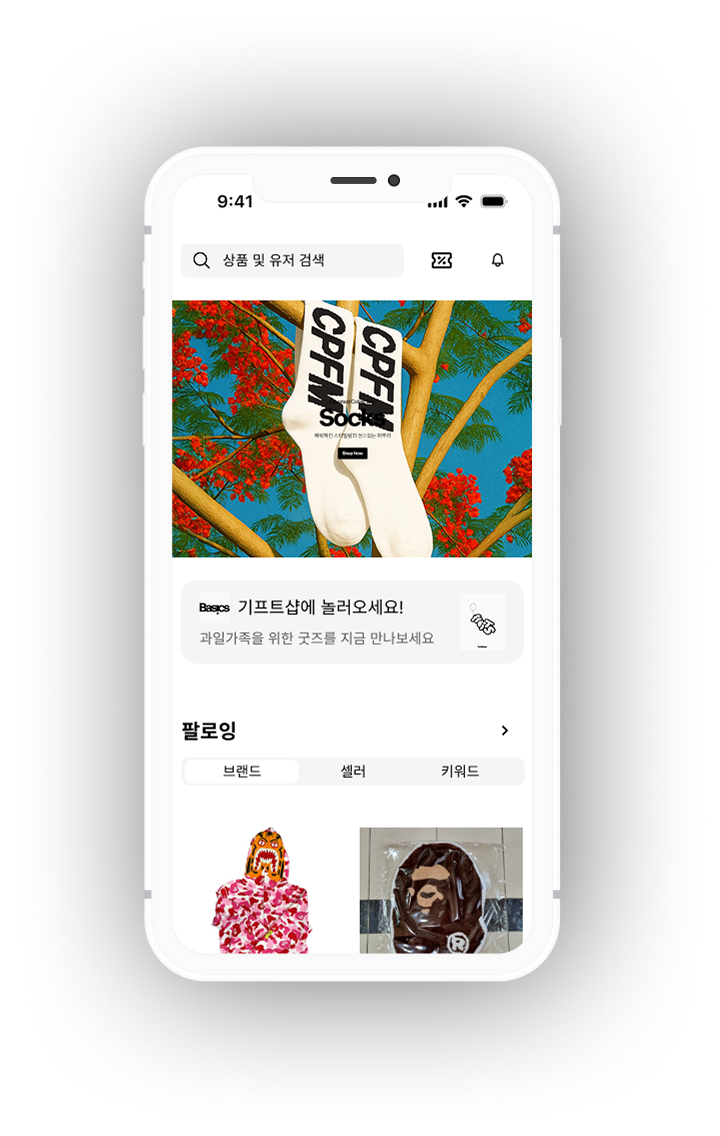 9:41
상품 및 유저 검색
CPFM
CPFM
Socks
Shop Now
Basics 기프트샵에 놀러오세요!
과일가족을 위한 굿즈를 지금 만나보세요
팔로잉
브랜드
셀러
키워드
R